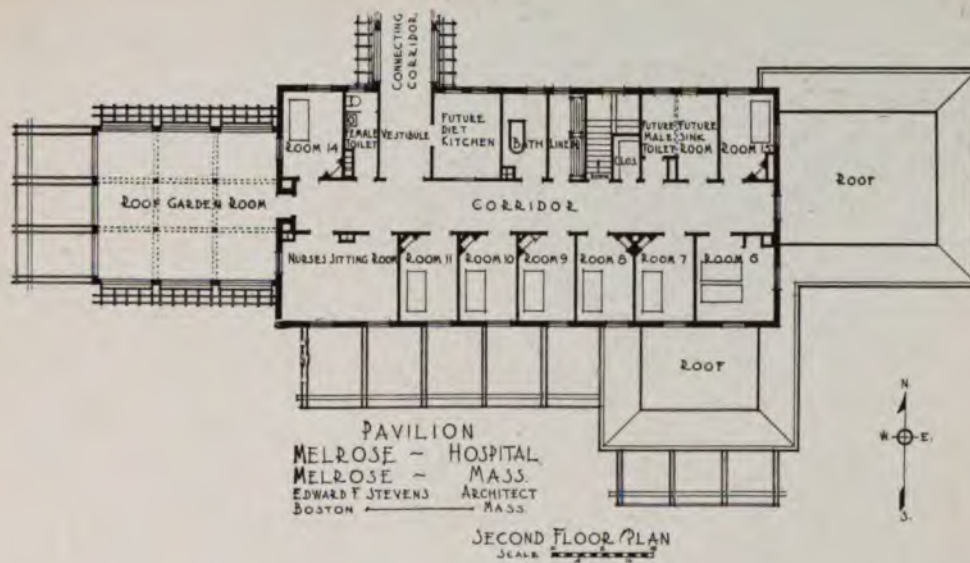 CONNECTING
CORRIDOR
ROOM 14
FEMALE
TOILET
VESTIBULE
FUTURE
DIET
KITCHEN
BATH
LINEN
CLOS.
FUTURE
MALE
TOILET
FUTURE
SINK
ROOM
ROOM 15
ROOF GARDEN ROOM
CORRIDOR
ROOF
NURSES SITTING ROOM
ROOM 11
ROOM 10
ROOM 9
ROOM 8
ROOM 7
ROOM 6
ROOF
PAVILION
MELROSE ~ HOSPITAL
MELROSE ~ MASS.
EDWARD F STEVENS ARCHITECT
BOSTON MASS.
N.
W. E.
S.
SECOND FLOOR PLAN
SCALE